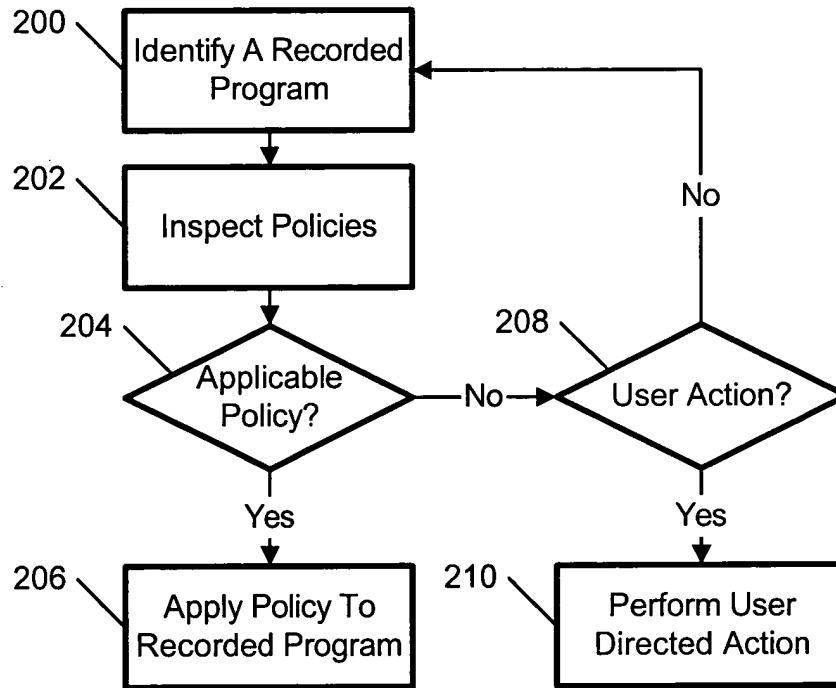 200
Identify A Recorded
Program
202
Inspect Policies
No
204
Applicable
Policy?
No
208
User Action?
Yes
Yes
206
Apply Policy To
Recorded Program
210
Perform User
Directed Action